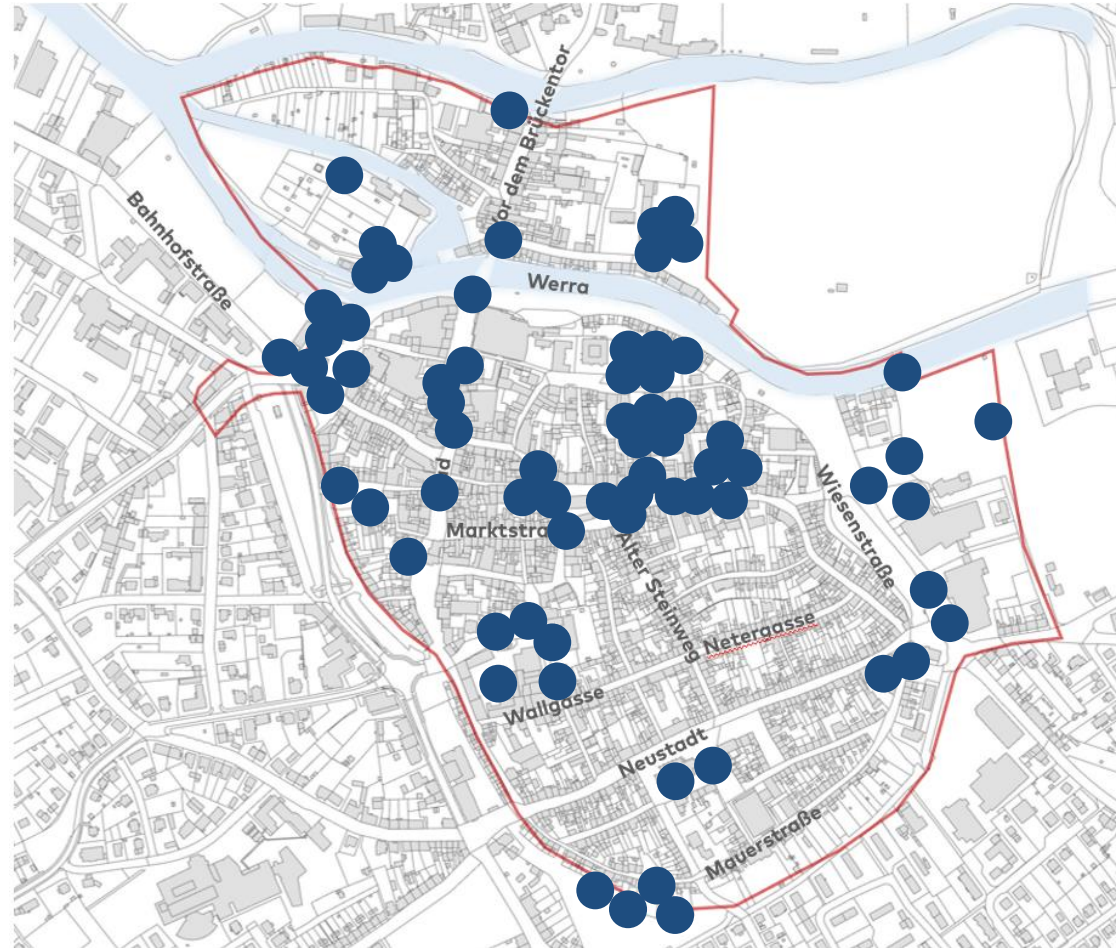 or dem Brückentor
Bahnhofstraße
Werra
d
Marktstra
Wiesenstraße
Alter Steinweg
Netergasse
Wallgasse
Neustadt
Mauerstraße